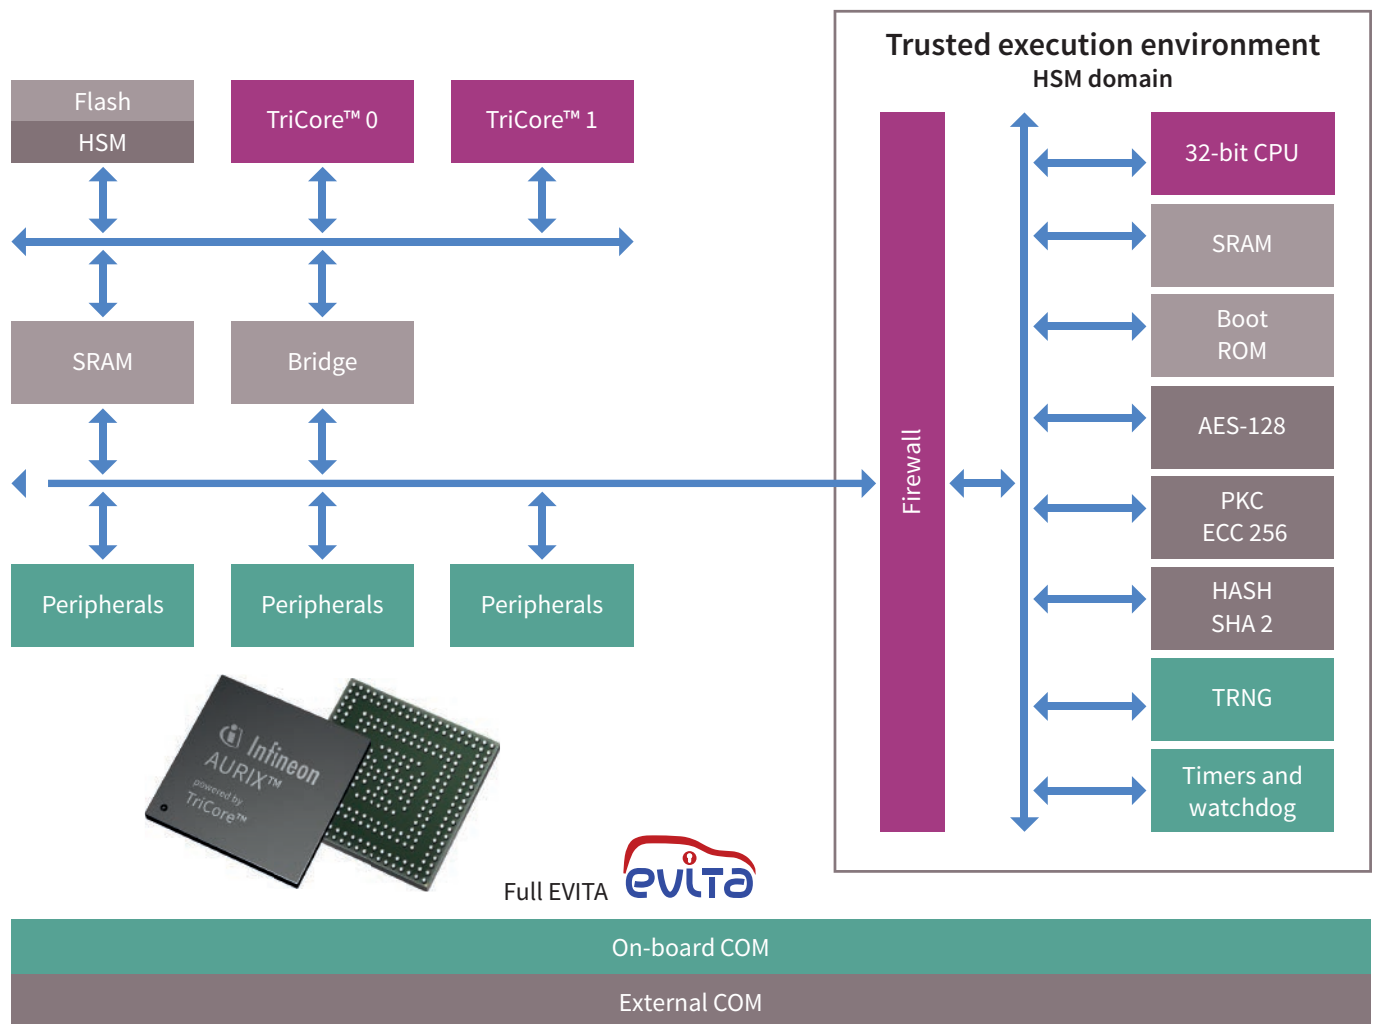 Trusted execution environment
HSM domain
Flash
HSM
TriCore™ 0
TriCore™ 1
SRAM
Bridge
Peripherals
Peripherals
Peripherals
Firewall
32-bit CPU
SRAM
Boot
ROM
AES-128
PKC
ECC 256
HASH
SHA 2
TRNG
Timers and
watchdog
Infineon
AURIX™
powered by
TriCore™
Full EVITA
evita
On-board COM
External COM